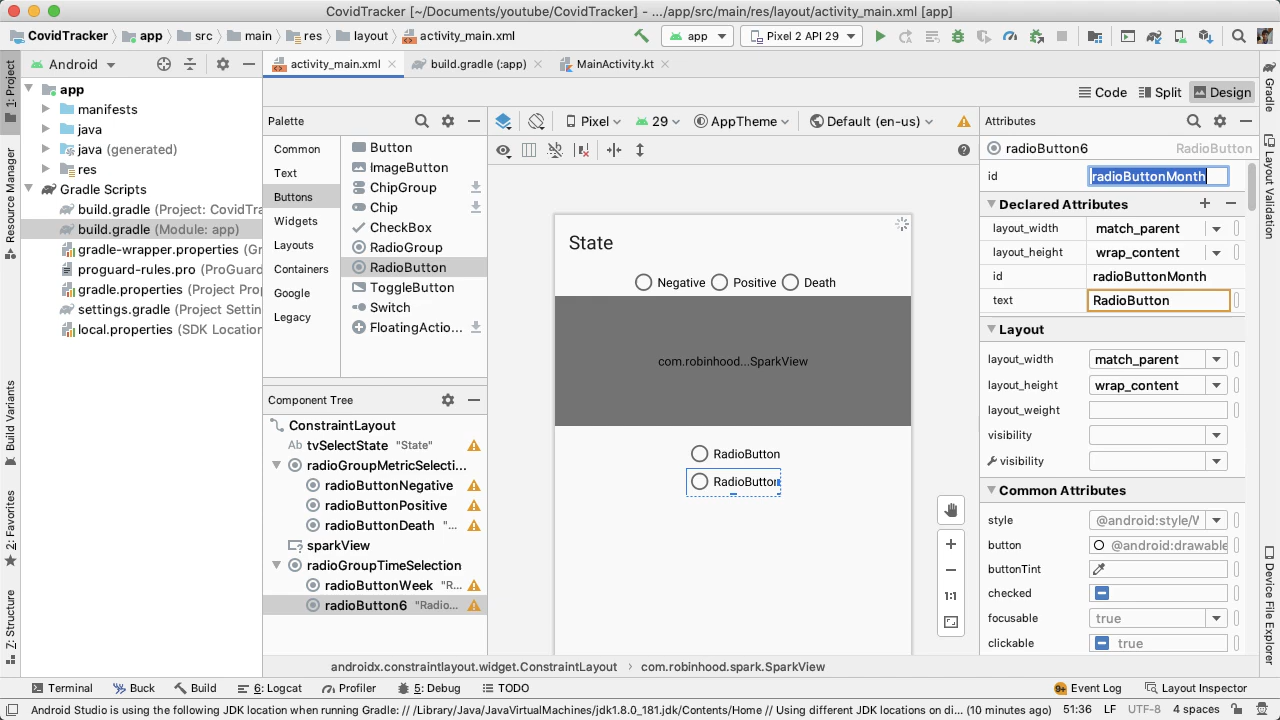 CovidTracker [~/Documents/youtube/CovidTracker] - .../app/src/main/res/layout/activity_main.xml [app]
CovidTracker app src main res layout activity_main.xml app Pixel 2 API 29
Android
activity_main.xml build.gradle (:app) MainActivity.kt
Code Split Design
1: Project
Resource Manager
Build Variants
2: Favorites
Z: Structure
app
manifests
java
java (generated)
res
Gradle Scripts
build.gradle (Project: CovidTra
build.gradle (Module: app)
gradle-wrapper.properties (Gr
proguard-rules.pro (ProGuard
gradle.properties (Project Prop
settings.gradle (Project Settin
local.properties (SDK Location
Palette
Common
Text
Buttons
Widgets
Layouts
Containers
Google
Legacy
Button
ImageButton
ChipGroup
Chip
CheckBox
RadioGroup
RadioButton
ToggleButton
Switch
FloatingActio...
Component Tree
ConstraintLayout
Ab tvSelectState "State"
radioGroupMetricSelecti...
radioButtonNegative
radioButtonPositive
radioButtonDeath "...
sparkView
radioGroupTimeSelection
radioButtonWeek "R...
radioButton6 "Radio...
Pixel 29 AppTheme Default (en-us)
State
Negative Positive Death
com.robinhood...SparkView
RadioButton
RadioButton
1:1
Attributes
radioButton6 RadioButton
id radioButtonMonth
Declared Attributes
layout_width match_parent
layout_height wrap_content
id radioButtonMonth
text RadioButton
Layout
layout_width match_parent
layout_height wrap_content
layout_weight
visibility
visibility
Common Attributes
style @android:style/W
button @android:drawable
buttonTint
checked
focusable true
clickable true
Gradle
Layout Validation
Device File Explorer
androidx.constraintlayout.widget.ConstraintLayout › com.robinhood.spark.SparkView
Terminal Buck Build 6: Logcat Profiler 5: Debug TODO Event Log Layout Inspector
Android Studio is using the following JDK location when running Gradle: // /Library/Java/JavaVirtualMachines/jdk1.8.0_181.jdk/Contents/Home // Using different JDK locations on di... (10 minutes ago) 51:36 LF UTF-8 4 spaces